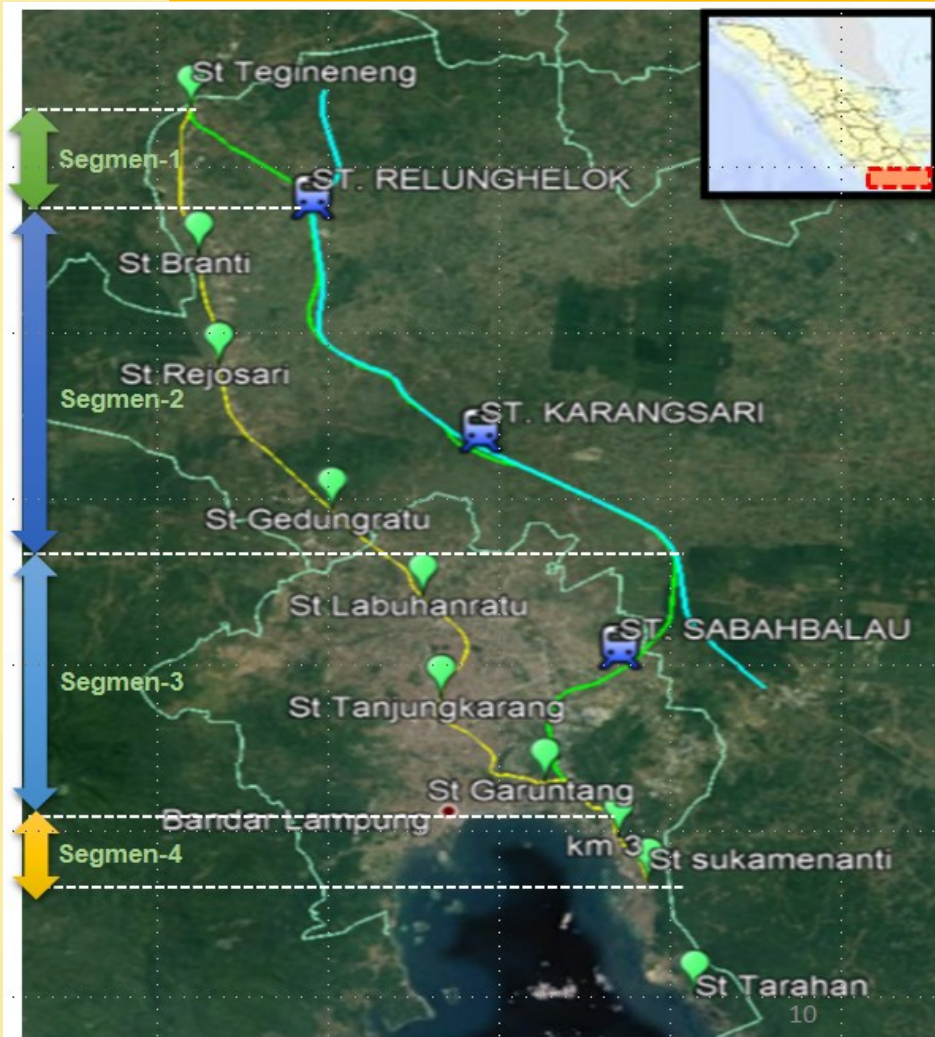 St Tegineneng
Segmen-1
ST. RELUNGHELOK
St Branti
St Rejosari
Segmen-2
ST. KARANGSARI
St Gedungratu
St Labuhanratu
ST. SABAHBALAU
Segmen-3
St Tanjungkarang
St Garuntang
Bandar Lampung
km 3
Segmen-4
St sukamenanti
St Tarahan
10